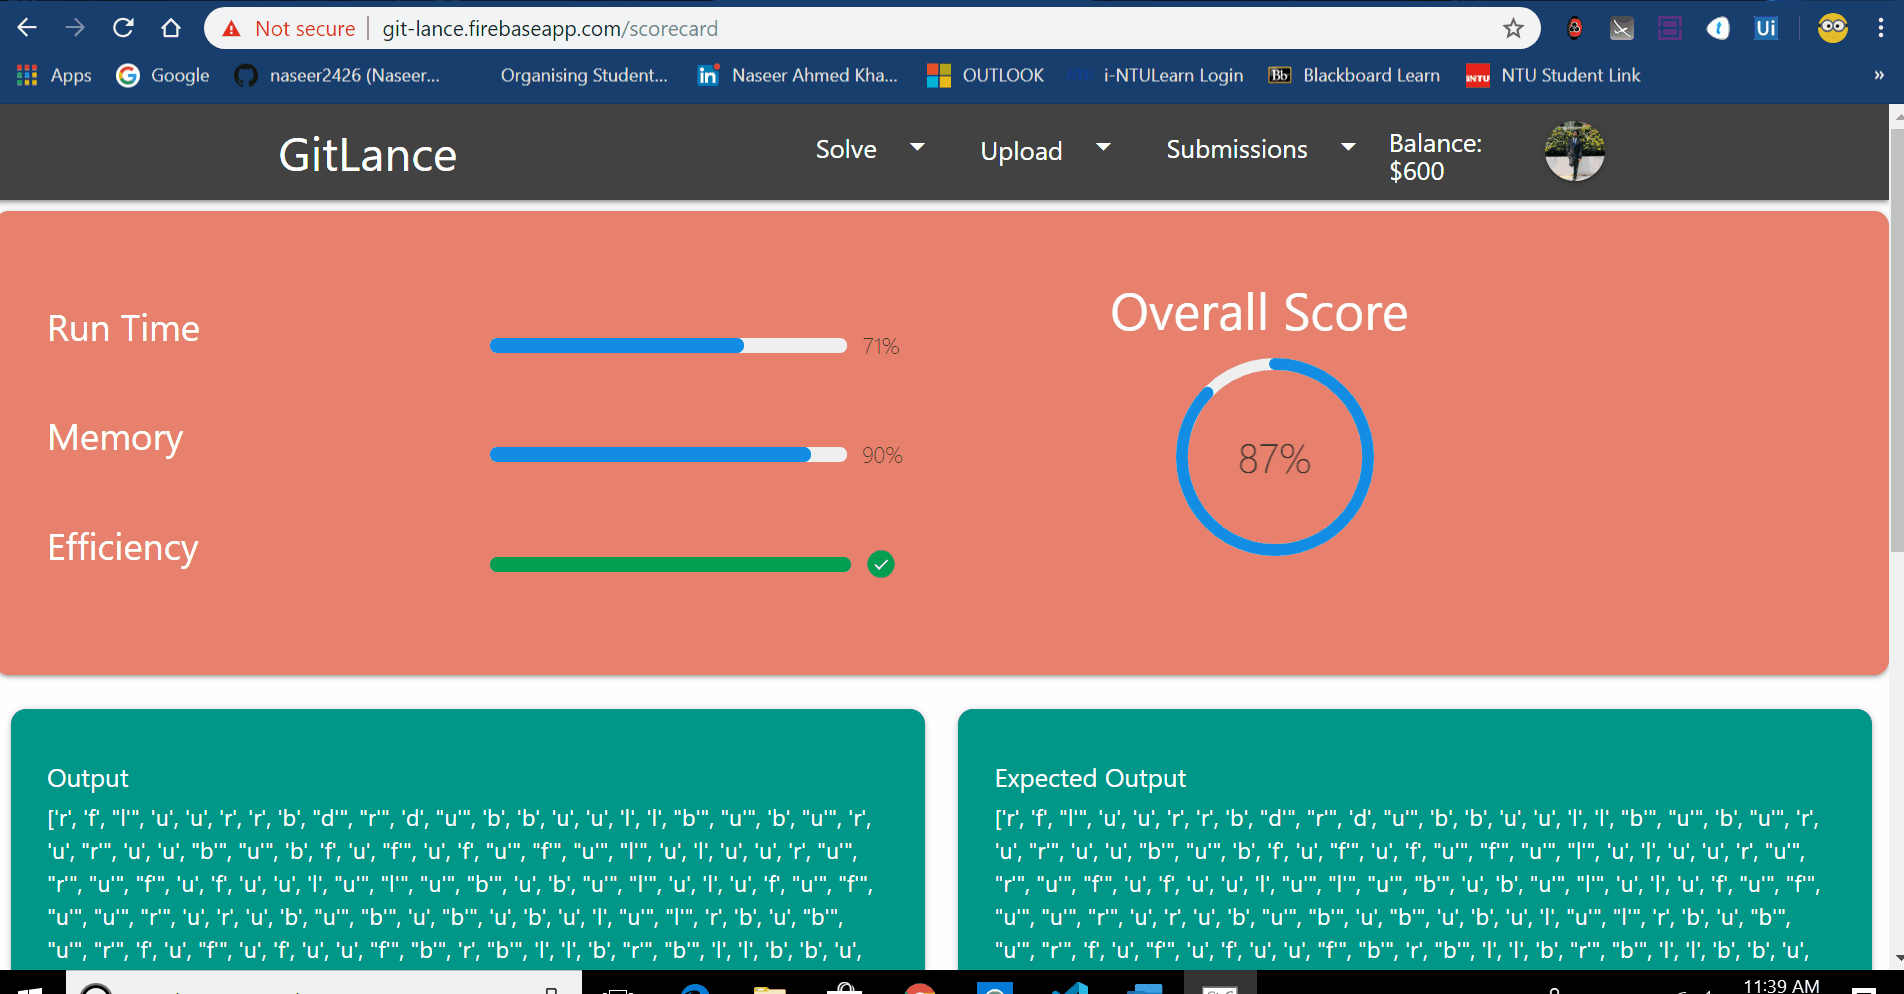 Not secure | git-lance.firebaseapp.com/scorecard
Apps Google naseer2426 (Naseer... Organising Student... Naseer Ahmed Kha... OUTLOOK i-NTULearn Login Bb Blackboard Learn NTU Student Link »
GitLance Solve Upload Submissions Balance: $600
Run Time 71%
Memory 90%
Efficiency
Overall Score
87%
Output
['r', 'f', "l'", 'u', 'u', 'r', 'r', 'b', "d'", "r'", 'd', "u'", 'b', 'b', 'u', 'u', 'l', 'l', "b'", "u'", 'b', "u'", 'r',
'u', "r'", 'u', 'u', "b'", "u'", 'b', 'f', 'u', "f'", 'u', 'f', "u'", "f'", "u'", "l'", 'u', 'l', 'u', 'u', 'r', "u'",
"r'", "u'", "f'", 'u', 'f', 'u', 'u', 'l', "u'", "l'", "u'", "b'", 'u', 'b', "u'", "l'", 'u', 'l', 'u', 'f', "u'", "f'",
"u'", "u'", "r'", 'u', 'r', 'u', 'b', "u'", "b'", 'u', "b'", 'u', 'b', 'u', 'l', "u'", "l'", 'r', 'b', 'u', "b'",
"u'", "r'", 'f', 'u', "f'", 'u', 'f', 'u', 'u', "f'", "b'", 'r', "b'", 'l', 'l', 'b', "r'", "b'", 'l', 'l', 'b', 'b', 'u',
Expected Output
['r', 'f', "l'", 'u', 'u', 'r', 'r', 'b', "d'", "r'", 'd', "u'", 'b', 'b', 'u', 'u', 'l', 'l', "b'", "u'", 'b', "u'", 'r',
'u', "r'", 'u', 'u', "b'", "u'", 'b', 'f', 'u', "f'", 'u', 'f', "u'", "f'", "u'", "l'", 'u', 'l', 'u', 'u', 'r', "u'",
"r'", "u'", "f'", 'u', 'f', 'u', 'u', 'l', "u'", "l'", "u'", "b'", 'u', 'b', "u'", "l'", 'u', 'l', 'u', 'f', "u'", "f'",
"u'", "u'", "r'", 'u', 'r', 'u', 'b', "u'", "b'", 'u', "b'", 'u', 'b', 'u', 'l', "u'", "l'", 'r', 'b', 'u', "b'",
"u'", "r'", 'f', 'u', "f'", 'u', 'f', 'u', 'u', "f'", "b'", 'r', "b'", 'l', 'l', 'b', "r'", "b'", 'l', 'l', 'b', 'b', 'u',
11:39 AM